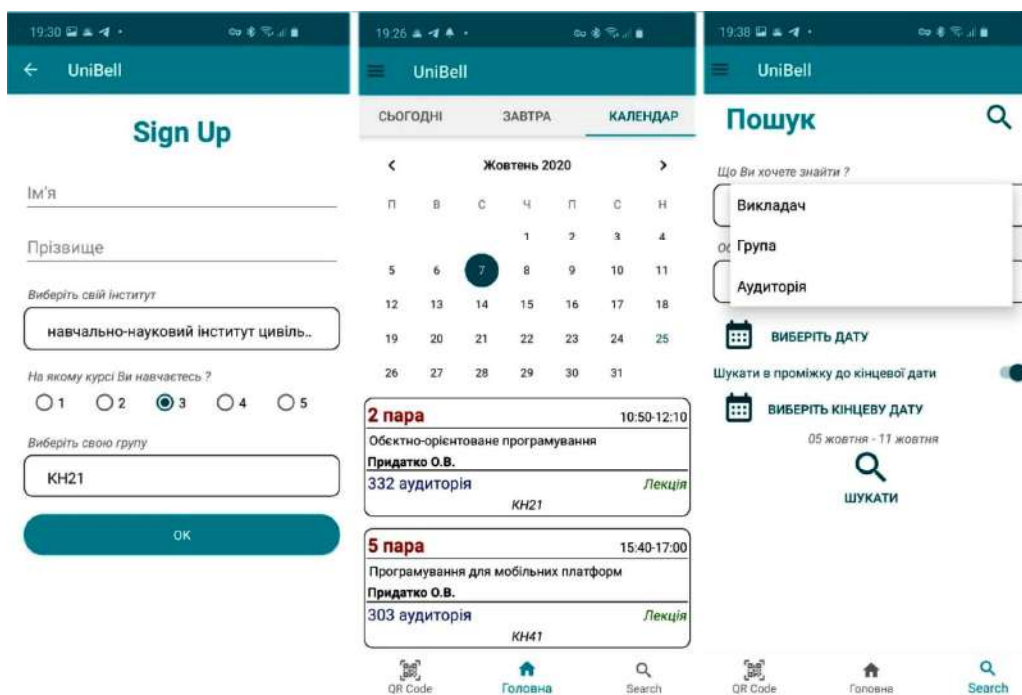 19:30
UniBell
Sign Up
Ім'я
Прізвище
Виберіть свій інститут
навчально-науковий інститут цивіль..
На якому курсі Ви навчаєтесь ?
1 2 3 4 5
Виберіть свою групу
КН21
ОК
19:26
UniBell
СЬОГОДНІ ЗАВТРА КАЛЕНДАР
< Жовтень 2020 >
П В С Ч П С Н
1 2 3 4
5 6 7 8 9 10 11
12 13 14 15 16 17 18
19 20 21 22 23 24 25
26 27 28 29 30 31
2 пара 10:50-12:10
Обєктно-орієнтоване програмування
Придатко О.В.
332 аудиторія Лекція
КН21
5 пара 15:40-17:00
Програмування для мобільних платформ
Придатко О.В.
303 аудиторія Лекція
КН41
QR Code Головна Search
19:38
UniBell
Пошук
Що Ви хочете знайти ?
Викладач
Група
Аудиторія
ВИБЕРІТЬ ДАТУ
Шукати в проміжку до кінцевої дати
ВИБЕРІТЬ КІНЦЕВУ ДАТУ
05 жовтня - 11 жовтня
ШУКАТИ
QR Code Головна Search